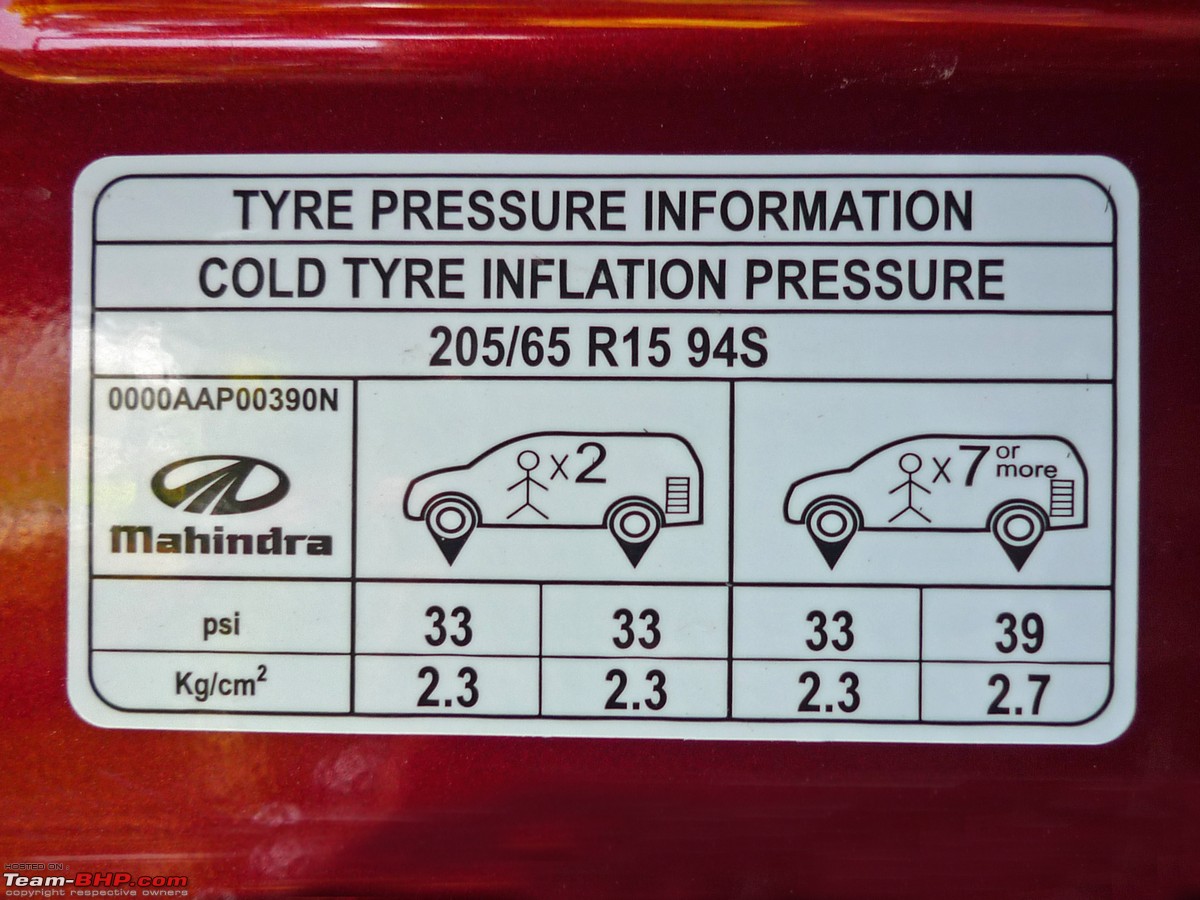 TYRE PRESSURE INFORMATION
COLD TYRE INFLATION PRESSURE
205/65 R15 94S
0000AAP00390N
Mahindra
x2
x7 or more
psi 33 33 33 39
Kg/cm² 2.3 2.3 2.3 2.7
HOSTED ON
Team-BHP.com
copyright respective owners